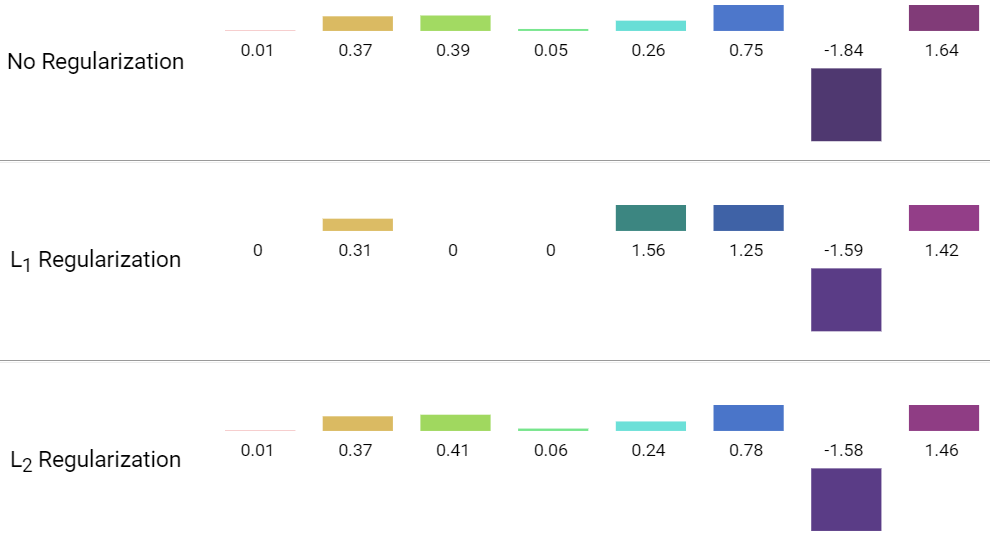 No Regularization
0.01 0.37 0.39 0.05 0.26 0.75 -1.84 1.64
L1 Regularization
0 0.31 0 0 1.56 1.25 -1.59 1.42
L2 Regularization
0.01 0.37 0.41 0.06 0.24 0.78 -1.58 1.46